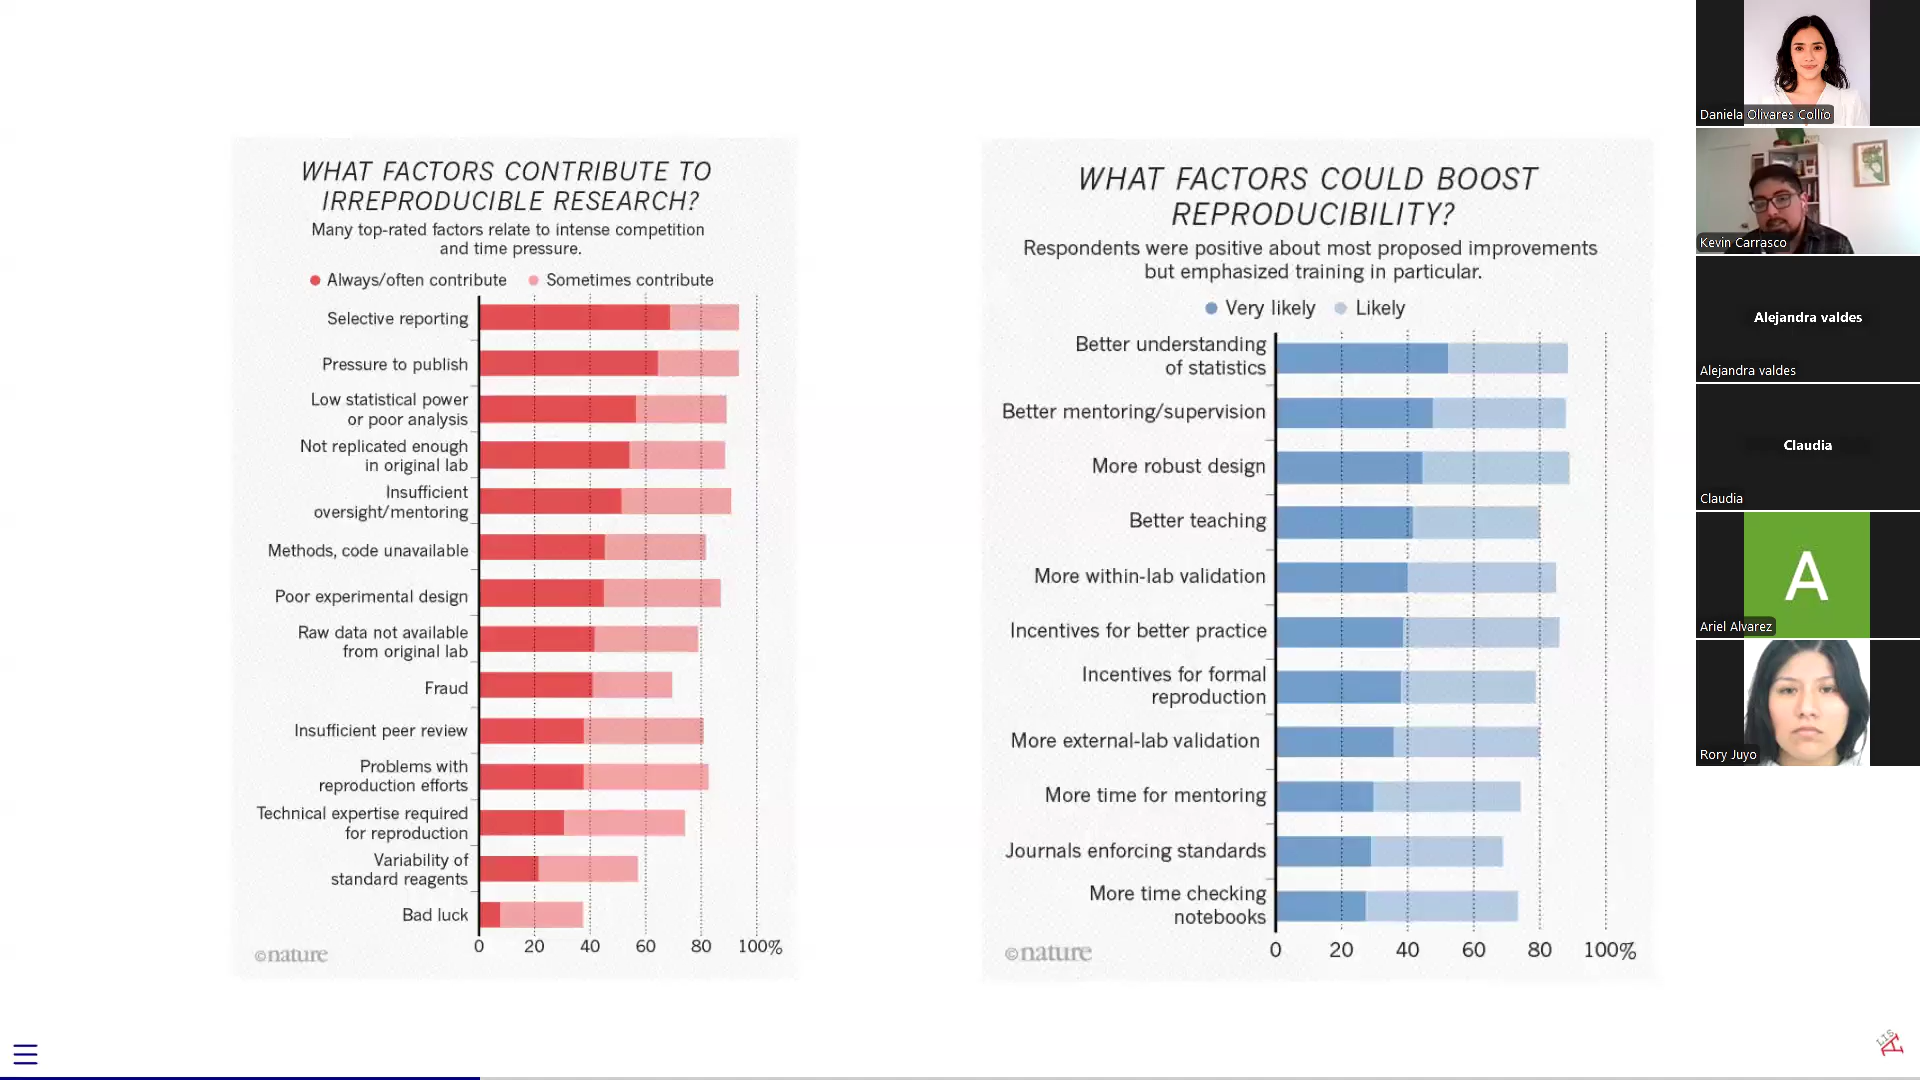 WHAT FACTORS CONTRIBUTE TO
IRREPRODUCIBLE RESEARCH?
Many top-rated factors relate to intense competition
and time pressure.
Always/often contribute
Sometimes contribute
Selective reporting
Pressure to publish
Low statistical power
or poor analysis
Not replicated enough
in original lab
Insufficient
oversight/mentoring
Methods, code unavailable
Poor experimental design
Raw data not available
from original lab
Fraud
Insufficient peer review
Problems with
reproduction efforts
Technical expertise required
for reproduction
Variability of
standard reagents
Bad luck
0 20 40 60 80 100%
©nature
WHAT FACTORS COULD BOOST
REPRODUCIBILITY?
Respondents were positive about most proposed improvements
but emphasized training in particular.
Very likely
Likely
Better understanding
of statistics
Better mentoring/supervision
More robust design
Better teaching
More within-lab validation
Incentives for better practice
Incentives for formal
reproduction
More external-lab validation
More time for mentoring
Journals enforcing standards
More time checking
notebooks
0 20 40 60 80 100%
©nature
Daniela Olivares Collío
Kevin Carrasco
Alejandra valdes
Alejandra valdes
Claudia
Claudia
A
Ariel Alvarez
Rory Juyo
LIS
A